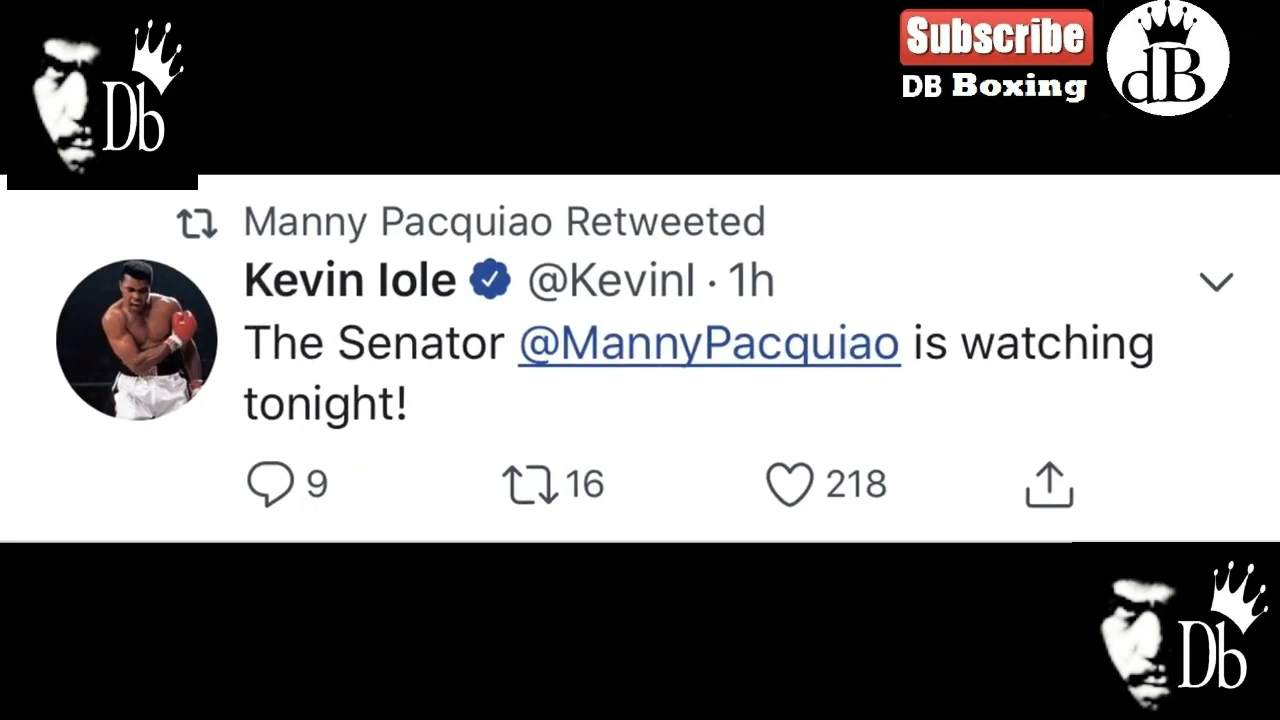 Db
Subscribe
DB Boxing
dB
Manny Pacquiao Retweeted
Kevin Iole @KevinI · 1h
The Senator @MannyPacquiao is watching
tonight!
9 16 218
Db